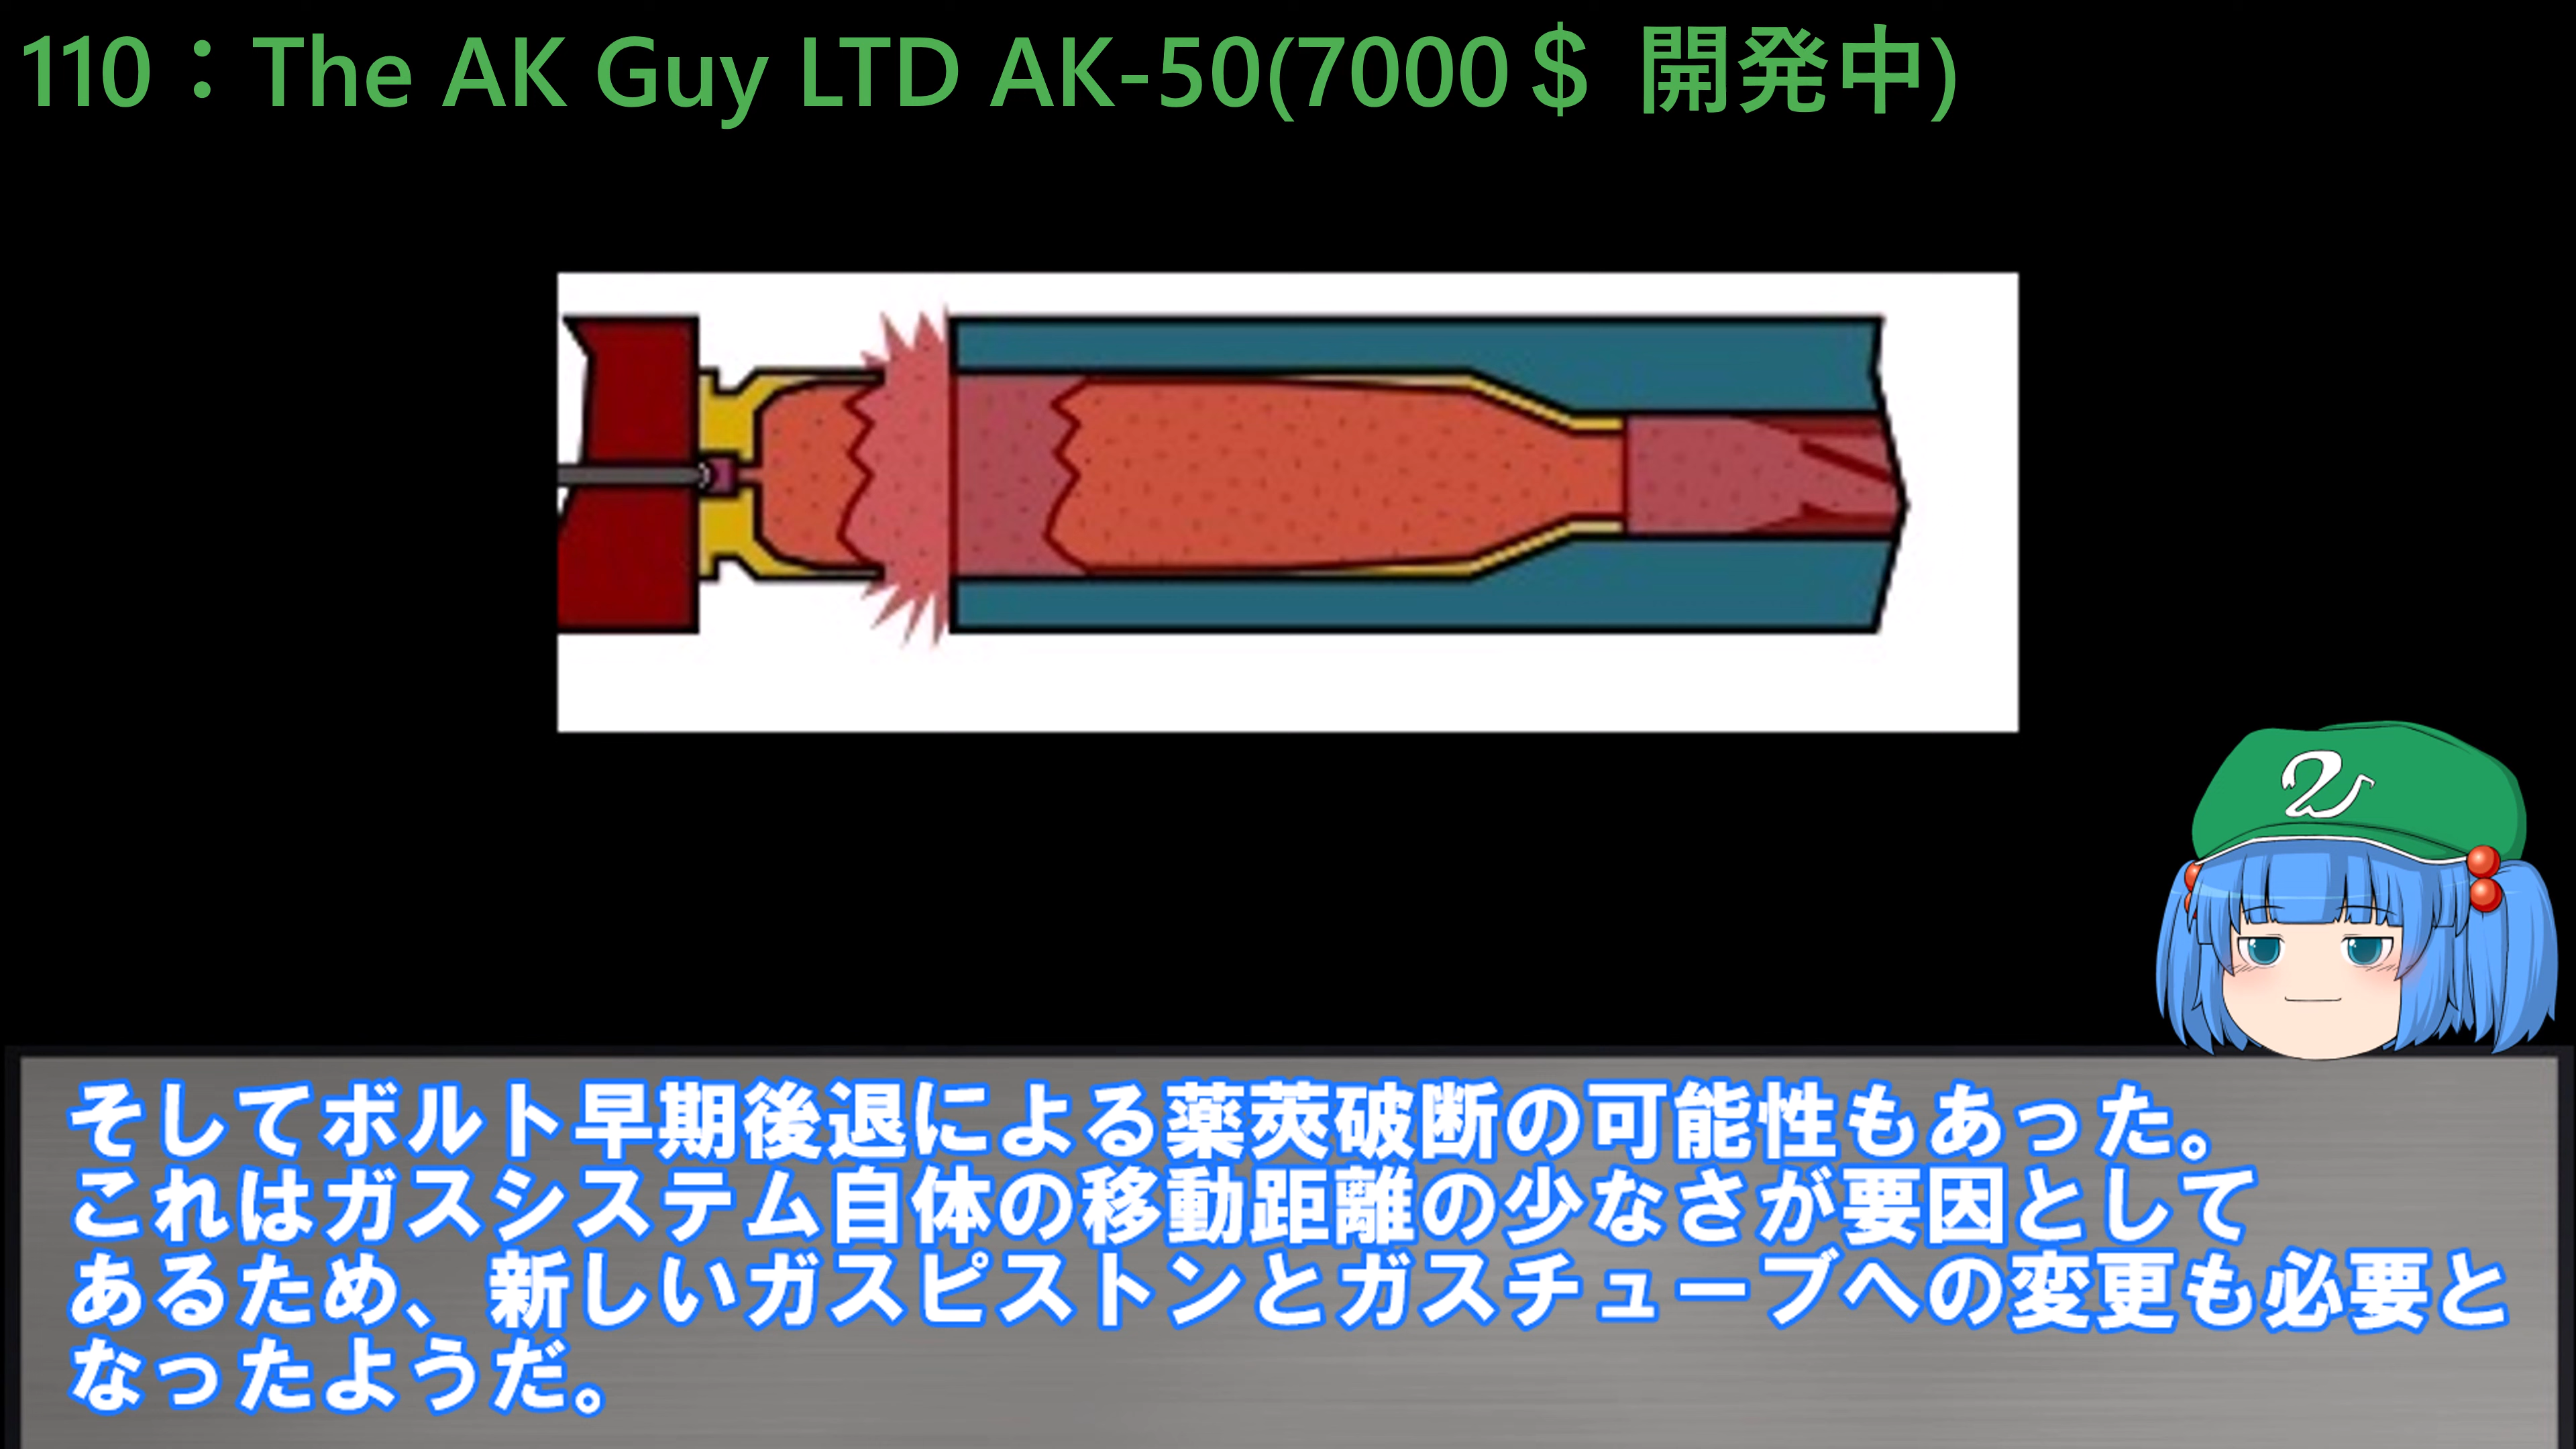 110：The AK Guy LTD AK-50(7000＄ 開発中)
そしてボルト早期後退による薬莢破断の可能性もあった。
これはガスシステム自体の移動距離の少なさが要因として
あるため、新しいガスピストンとガスチューブへの変更も必要と
なったようだ。